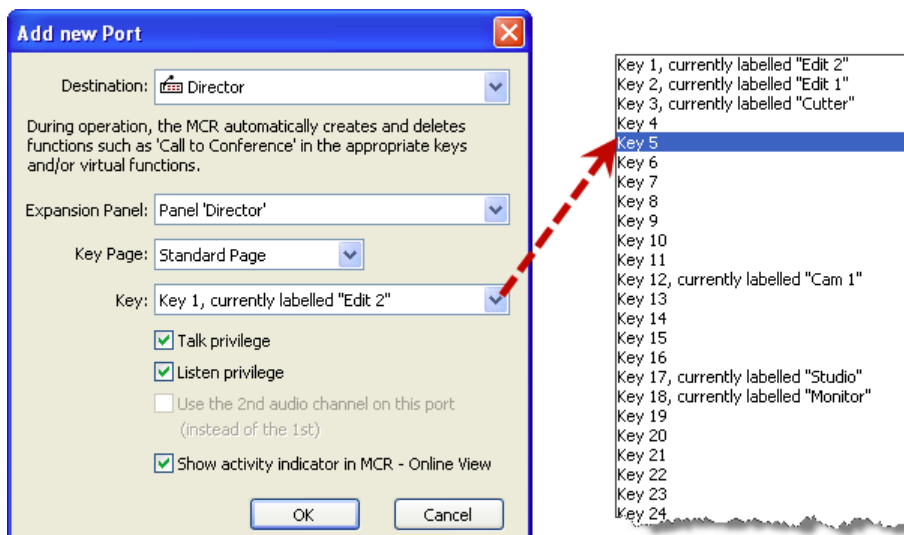 Add new Port
Destination: Director
During operation, the MCR automatically creates and deletes
functions such as 'Call to Conference' in the appropriate keys
and/or virtual functions.
Expansion Panel: Panel 'Director'
Key Page: Standard Page
Key: Key 1, currently labelled "Edit 2"
Talk privilege
Listen privilege
Use the 2nd audio channel on this port
(instead of the 1st)
Show activity indicator in MCR - Online View
OK Cancel
Key 1, currently labelled "Edit 2"
Key 2, currently labelled "Edit 1"
Key 3, currently labelled "Cutter"
Key 4
Key 5
Key 6
Key 7
Key 8
Key 9
Key 10
Key 11
Key 12, currently labelled "Cam 1"
Key 13
Key 14
Key 15
Key 16
Key 17, currently labelled "Studio"
Key 18, currently labelled "Monitor"
Key 19
Key 20
Key 21
Key 22
Key 23
Key 24